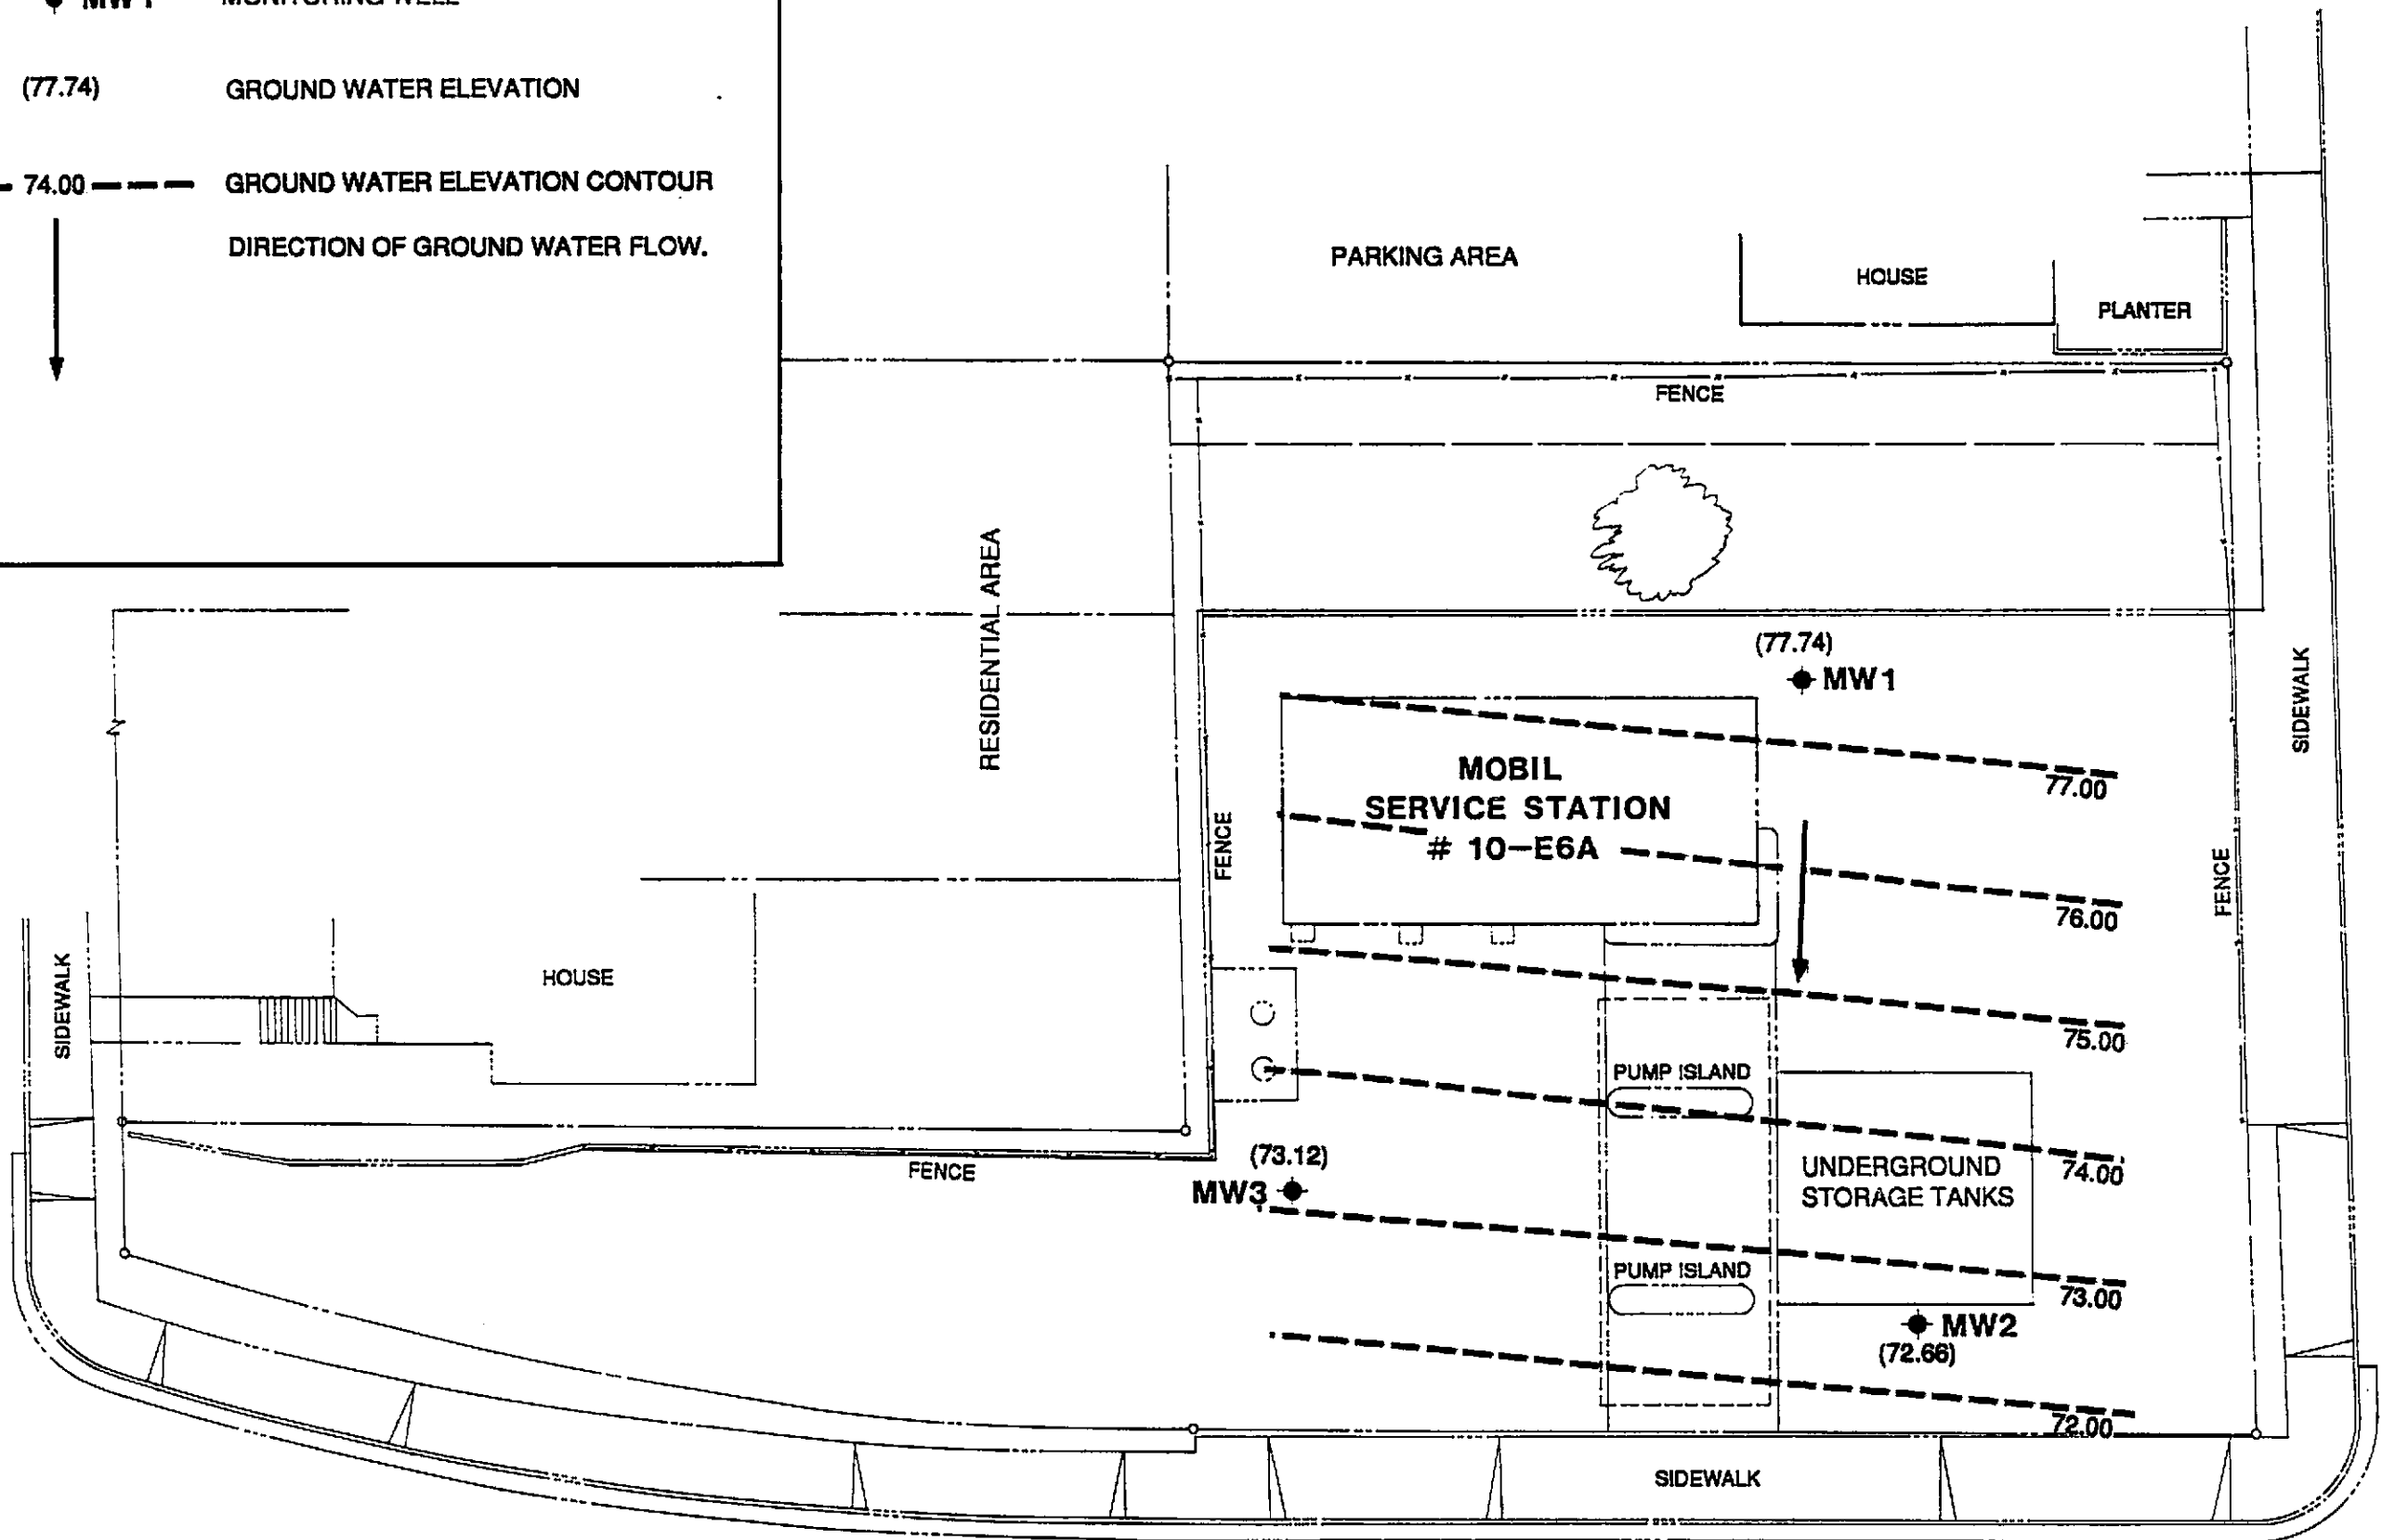 MW1 MONITORING WELL
(77.74) GROUND WATER ELEVATION
74.00 GROUND WATER ELEVATION CONTOUR
DIRECTION OF GROUND WATER FLOW.
PARKING AREA
HOUSE
PLANTER
FENCE
RESIDENTIAL AREA
SIDEWALK
(77.74)
MW1
77.00
MOBIL
SERVICE STATION
# 10-E6A
FENCE
FENCE
76.00
SIDEWALK
HOUSE
75.00
PUMP ISLAND
UNDERGROUND
STORAGE TANKS
74.00
FENCE
(73.12)
MW3
PUMP ISLAND
73.00
MW2
(72.66)
72.00
SIDEWALK